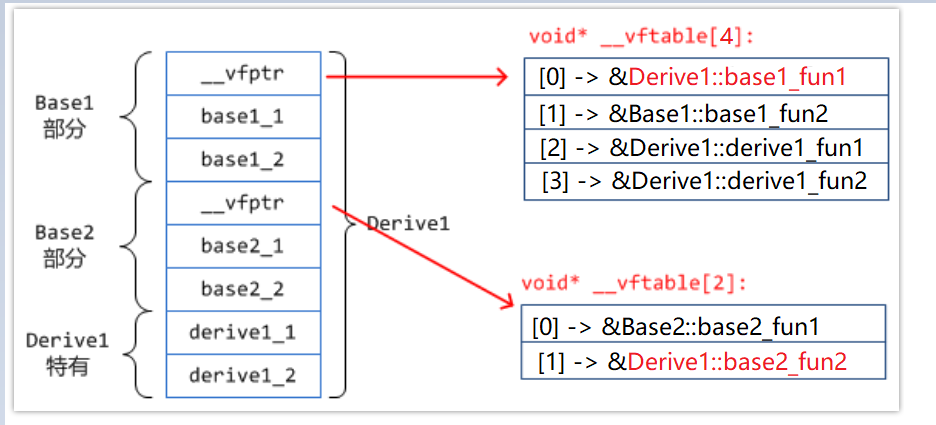 Base1
部分
__vfptr
base1_1
base1_2
Base2
部分
__vfptr
base2_1
base2_2
Derive1
特有
derive1_1
derive1_2
Derive1
void* __vftable[4]:
[0] -> &Derive1::base1_fun1
[1] -> &Base1::base1_fun2
[2] -> &Derive1::derive1_fun1
[3] -> &Derive1::derive1_fun2
void* __vftable[2]:
[0] -> &Base2::base2_fun1
[1] -> &Derive1::base2_fun2